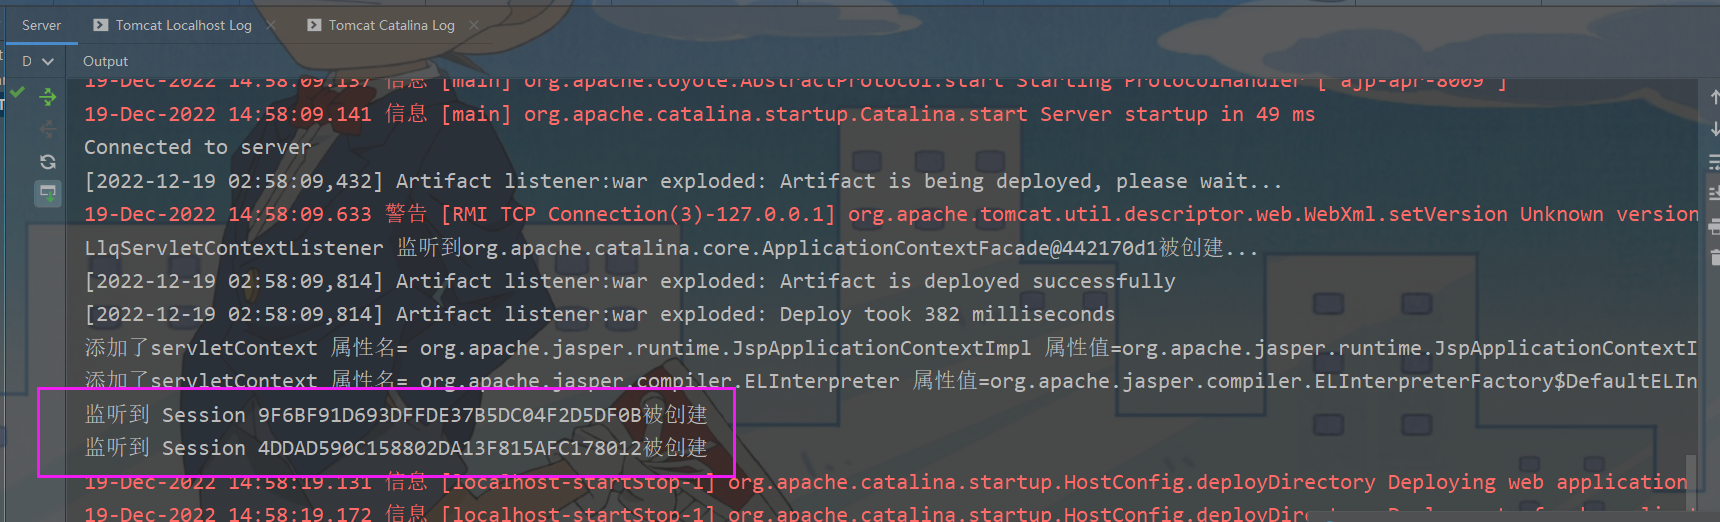 Server
Tomcat Localhost Log
Tomcat Catalina Log
D
Output
19-Dec-2022 14:58:09.137 信息 [main] org.apache.coyote.AbstractProtocol.start Starting ProtocolHandler ["ajp-apr-8009"]
19-Dec-2022 14:58:09.141 信息 [main] org.apache.catalina.startup.Catalina.start Server startup in 49 ms
Connected to server
[2022-12-19 02:58:09,432] Artifact listener:war exploded: Artifact is being deployed, please wait...
19-Dec-2022 14:58:09.633 警告 [RMI TCP Connection(3)-127.0.0.1] org.apache.tomcat.util.descriptor.web.WebXml.setVersion Unknown version
LlqServletContextListener 监听到org.apache.catalina.core.ApplicationContextFacade@442170d1被创建...
[2022-12-19 02:58:09,814] Artifact listener:war exploded: Artifact is deployed successfully
[2022-12-19 02:58:09,814] Artifact listener:war exploded: Deploy took 382 milliseconds
添加了servletContext 属性名= org.apache.jasper.runtime.JspApplicationContextImpl 属性值=org.apache.jasper.runtime.JspApplicationContextI
添加了servletContext 属性名= org.apache.jasper.compiler.ELInterpreter 属性值=org.apache.jasper.compiler.ELInterpreterFactory$DefaultELIn
监听到 Session 9F6BF91D693DFFDE37B5DC04F2D5DF0B被创建
监听到 Session 4DDAD590C158802DA13F815AFC178012被创建
19-Dec-2022 14:58:19.131 信息 [localhost-startStop-1] org.apache.catalina.startup.HostConfig.deployDirectory Deploying web application
19-Dec-2022 14:58:19.172 信息 [localhost-startStop-1] org.apache.catalina.startup.HostConfig.deployDire